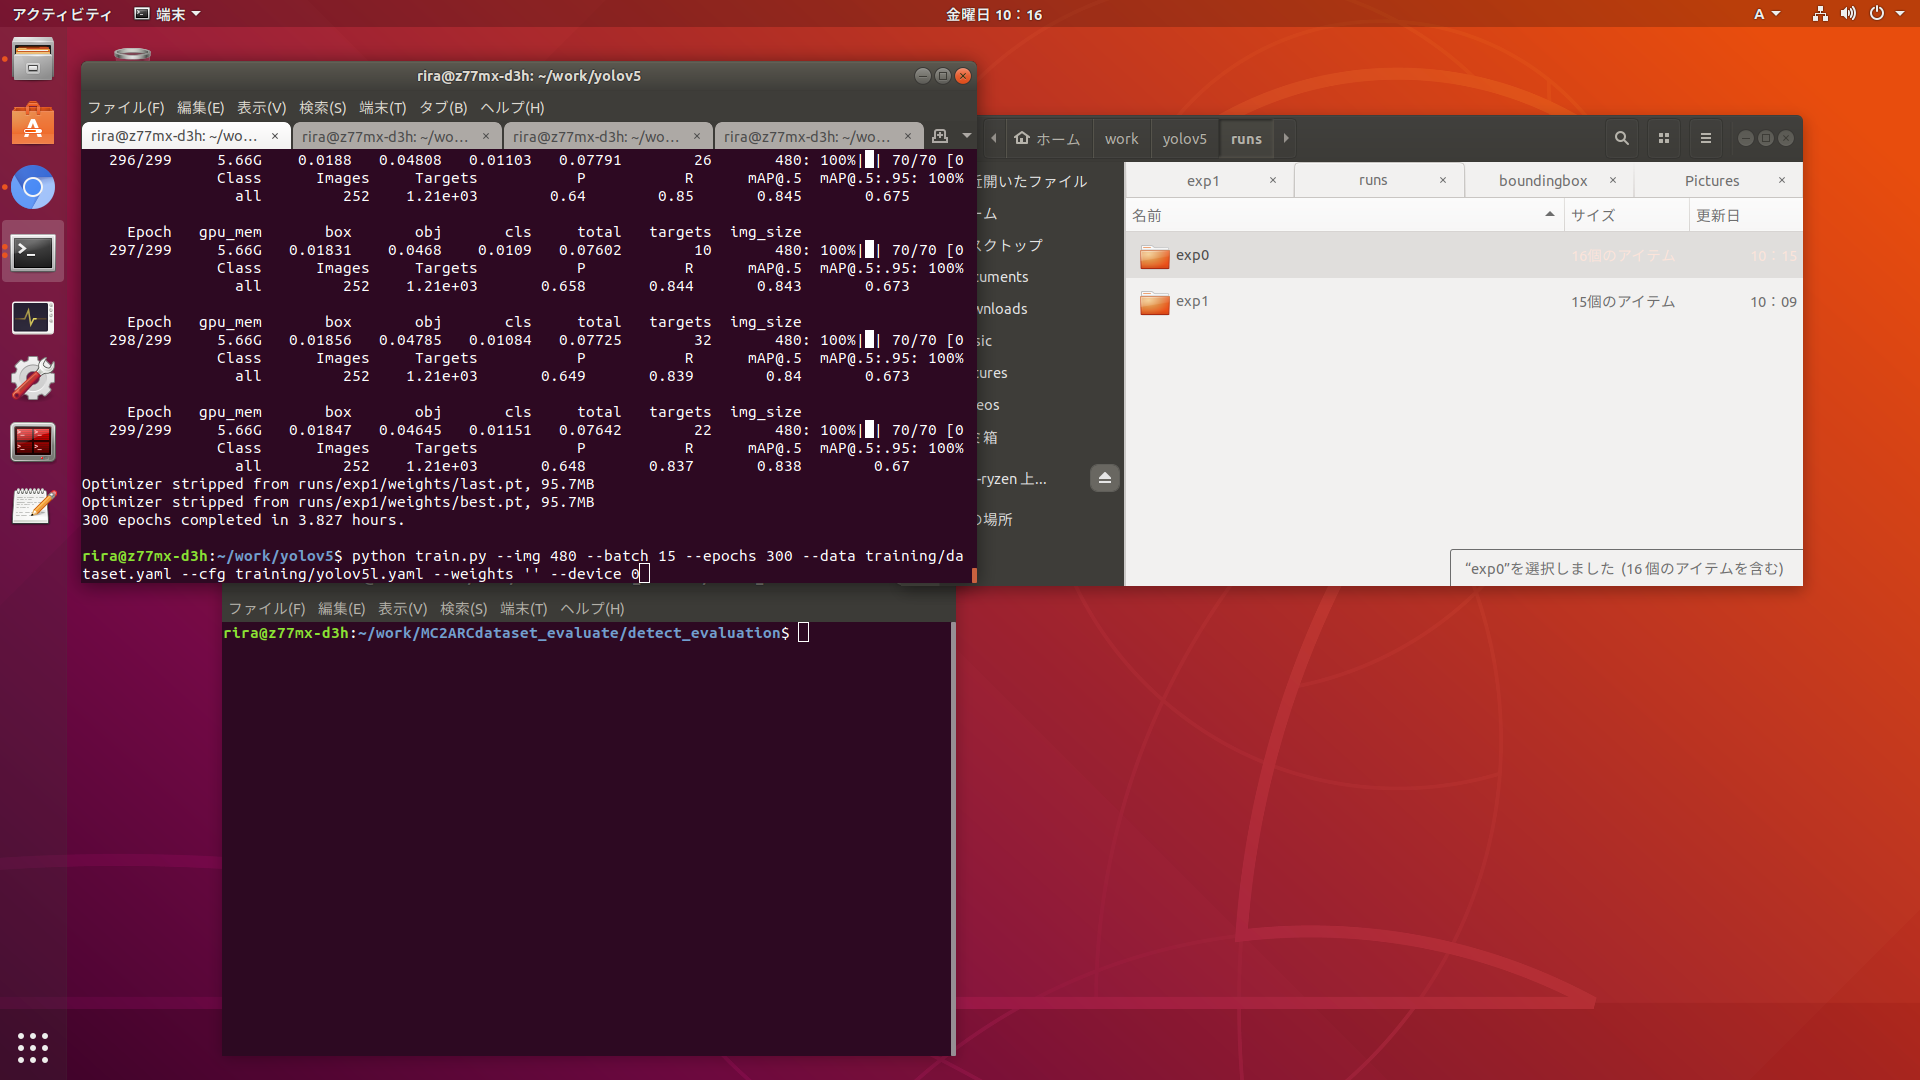 アクティビティ 端末 金曜日 10：16 A
rira@z77mx-d3h: ~/work/yolov5
ファイル(F) 編集(E) 表示(V) 検索(S) 端末(T) タブ(B) ヘルプ(H)
rira@z77mx-d3h: ~/wo… × rira@z77mx-d3h: ~/wo… × rira@z77mx-d3h: ~/wo… × rira@z77mx-d3h: ~/wo… ×
296/299 5.66G 0.0188 0.04808 0.01103 0.07791 26 480: 100%|█| 70/70 [0
Class Images Targets P R mAP@.5 mAP@.5:.95: 100%
all 252 1.21e+03 0.64 0.85 0.845 0.675
Epoch gpu_mem box obj cls total targets img_size
297/299 5.66G 0.01831 0.0468 0.0109 0.07602 10 480: 100%|█| 70/70 [0
Class Images Targets P R mAP@.5 mAP@.5:.95: 100%
all 252 1.21e+03 0.658 0.844 0.843 0.673
Epoch gpu_mem box obj cls total targets img_size
298/299 5.66G 0.01856 0.04785 0.01084 0.07725 32 480: 100%|█| 70/70 [0
Class Images Targets P R mAP@.5 mAP@.5:.95: 100%
all 252 1.21e+03 0.649 0.839 0.84 0.673
Epoch gpu_mem box obj cls total targets img_size
299/299 5.66G 0.01847 0.04645 0.01151 0.07642 22 480: 100%|█| 70/70 [0
Class Images Targets P R mAP@.5 mAP@.5:.95: 100%
all 252 1.21e+03 0.648 0.837 0.838 0.67
Optimizer stripped from runs/exp1/weights/last.pt, 95.7MB
Optimizer stripped from runs/exp1/weights/best.pt, 95.7MB
300 epochs completed in 3.827 hours.
rira@z77mx-d3h:~/work/yolov5$ python train.py --img 480 --batch 15 --epochs 300 --data training/da
taset.yaml --cfg training/yolov5l.yaml --weights '' --device 0
ファイル(F) 編集(E) 表示(V) 検索(S) 端末(T) ヘルプ(H)
rira@z77mx-d3h:~/work/MC2ARCdataset_evaluate/detect_evaluation$
ホーム work yolov5 runs
近開いたファイル
ーム
スクトップ
cuments
wnloads
sic
tures
eos
箱
-ryzen 上…
の場所
exp1 × runs × boundingbox × Pictures ×
名前 サイズ 更新日
exp0 16個のアイテム 10：15
exp1 15個のアイテム 10：09
“exp0”を選択しました (16 個のアイテムを含む)